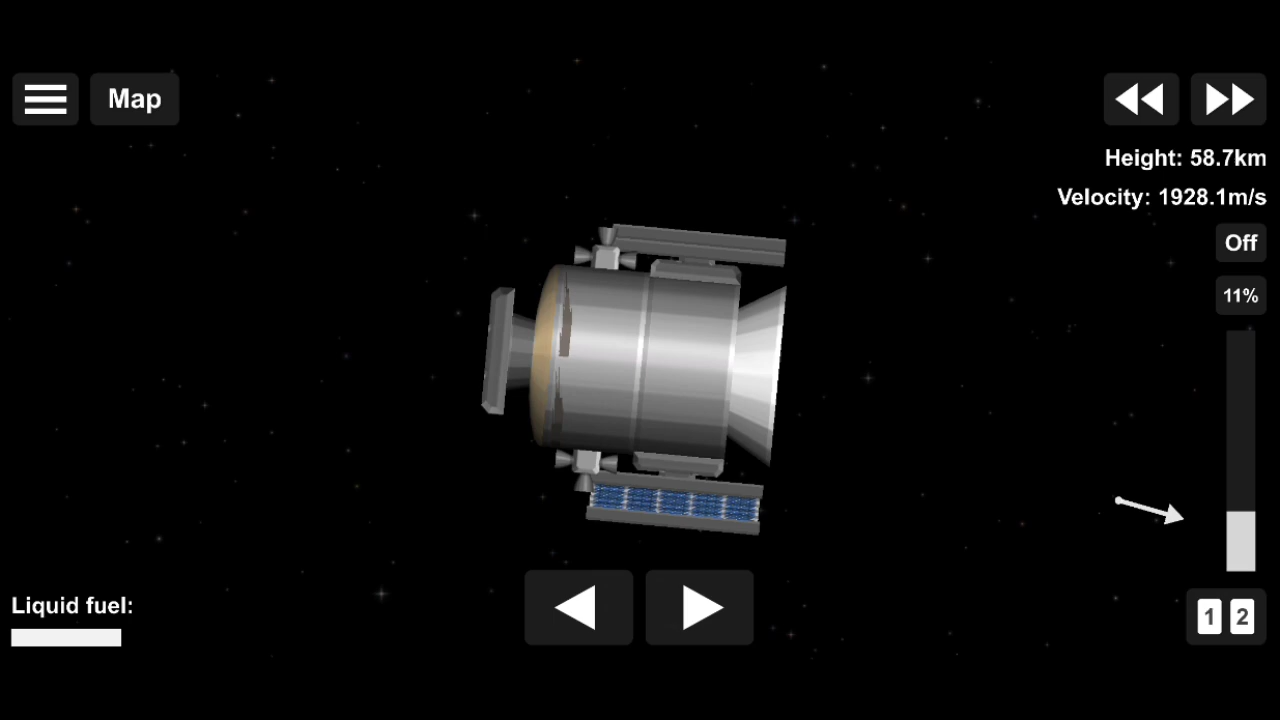 Map
Height: 58.7km
Velocity: 1928.1m/s
Off
11%
Liquid fuel:
1 2